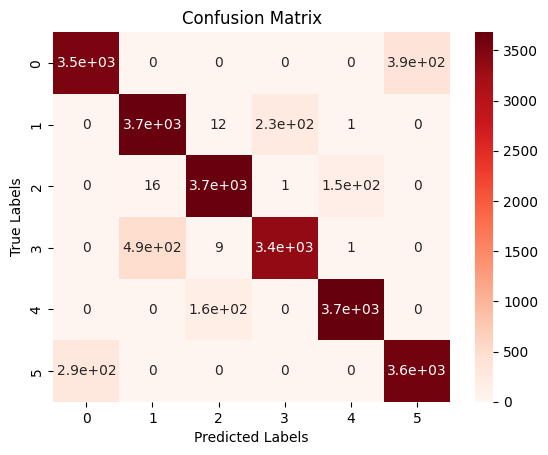 Confusion Matrix
True Labels
0 3.5e+03 0 0 0 0 3.9e+02
1 0 3.7e+03 12 2.3e+02 1 0
2 0 16 3.7e+03 1 1.5e+02 0
3 0 4.9e+02 9 3.4e+03 1 0
4 0 0 1.6e+02 0 3.7e+03 0
5 2.9e+02 0 0 0 0 3.6e+03
0 1 2 3 4 5
Predicted Labels
3500
3000
2500
2000
1500
1000
500
0